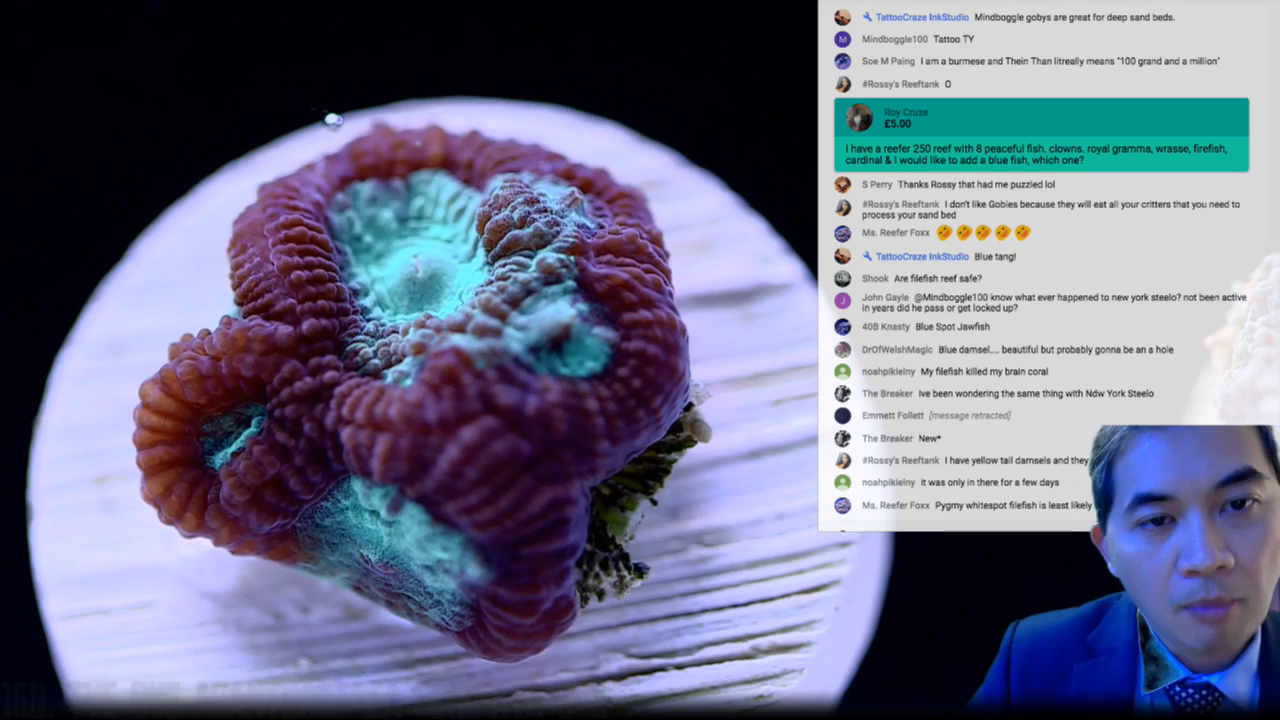 TattooCraze InkStudio Mindboggle gobys are great for deep sand beds.
Mindboggle100 Tattoo TY
Soe M Paing I am a burmese and Thein Than litreally means "100 grand and a million"
#Rossy's Reeftank O
Roy Cruze
£5.00
I have a reefer 250 reef with 8 peaceful fish. clowns. royal gramma, wrasse, firefish,
cardinal & I would like to add a blue fish, which one?
S Perry Thanks Rossy that had me puzzled lol
#Rossy's Reeftank I don't like Gobies because they will eat all your critters that you need to
process your sand bed
Ms. Reefer Foxx
TattooCraze InkStudio Blue tang!
Shook Are filefish reef safe?
John Gayle @Mindboggle100 know what ever happened to new york steelo? not been active
in years did he pass or get locked up?
40B Knasty Blue Spot Jawfish
DrOfWelshMagic Blue damsel.... beautiful but probably gonna be an a hole
noahpikielny My filefish killed my brain coral
The Breaker Ive been wondering the same thing with Ndw York Steelo
Emmett Follett [message retracted]
The Breaker New*
#Rossy's Reeftank I have yellow tail damsels and they
noahpikielny it was only in there for a few days
Ms. Reefer Foxx Pygmy whitespot filefish is least likely